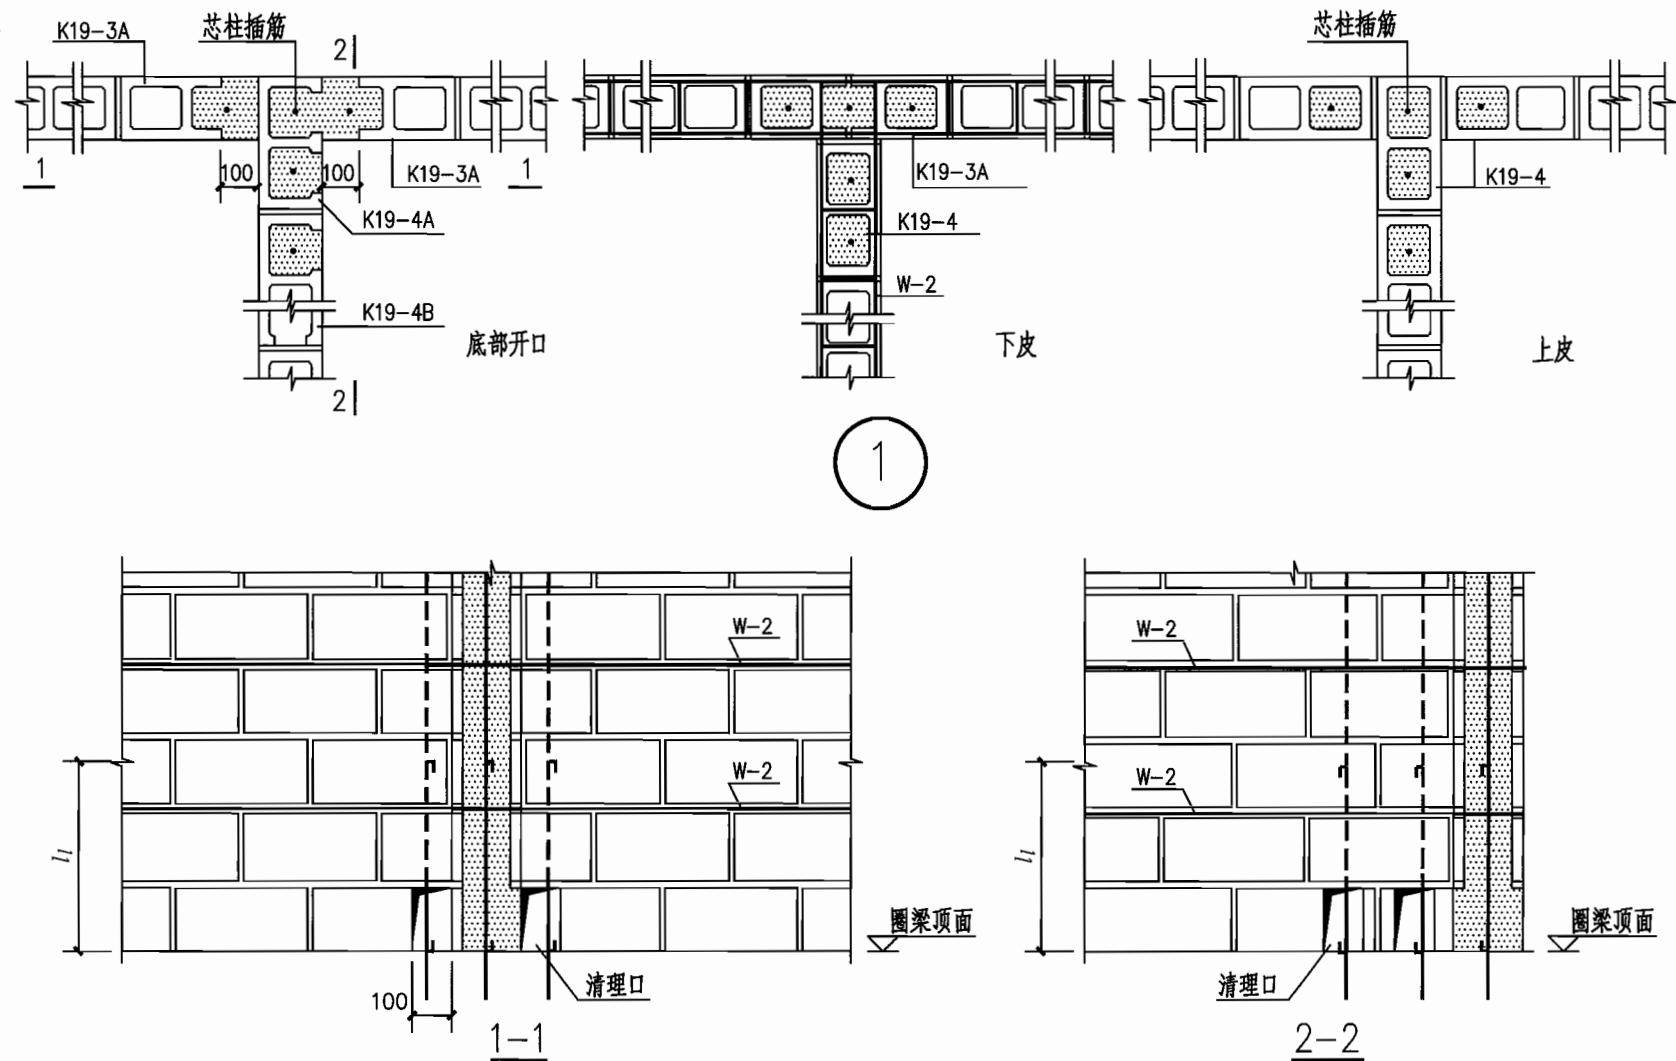 K19-3A
芯柱插筋
2
1
100
100
K19-3A
1
K19-4A
K19-4B
底部开口
2
K19-3A
K19-4
W-2
下皮
芯柱插筋
K19-4
上皮
1
W-2
W-2
l1
圈梁顶面
清理口
100
1-1
W-2
W-2
l1
圈梁顶面
清理口
2-2